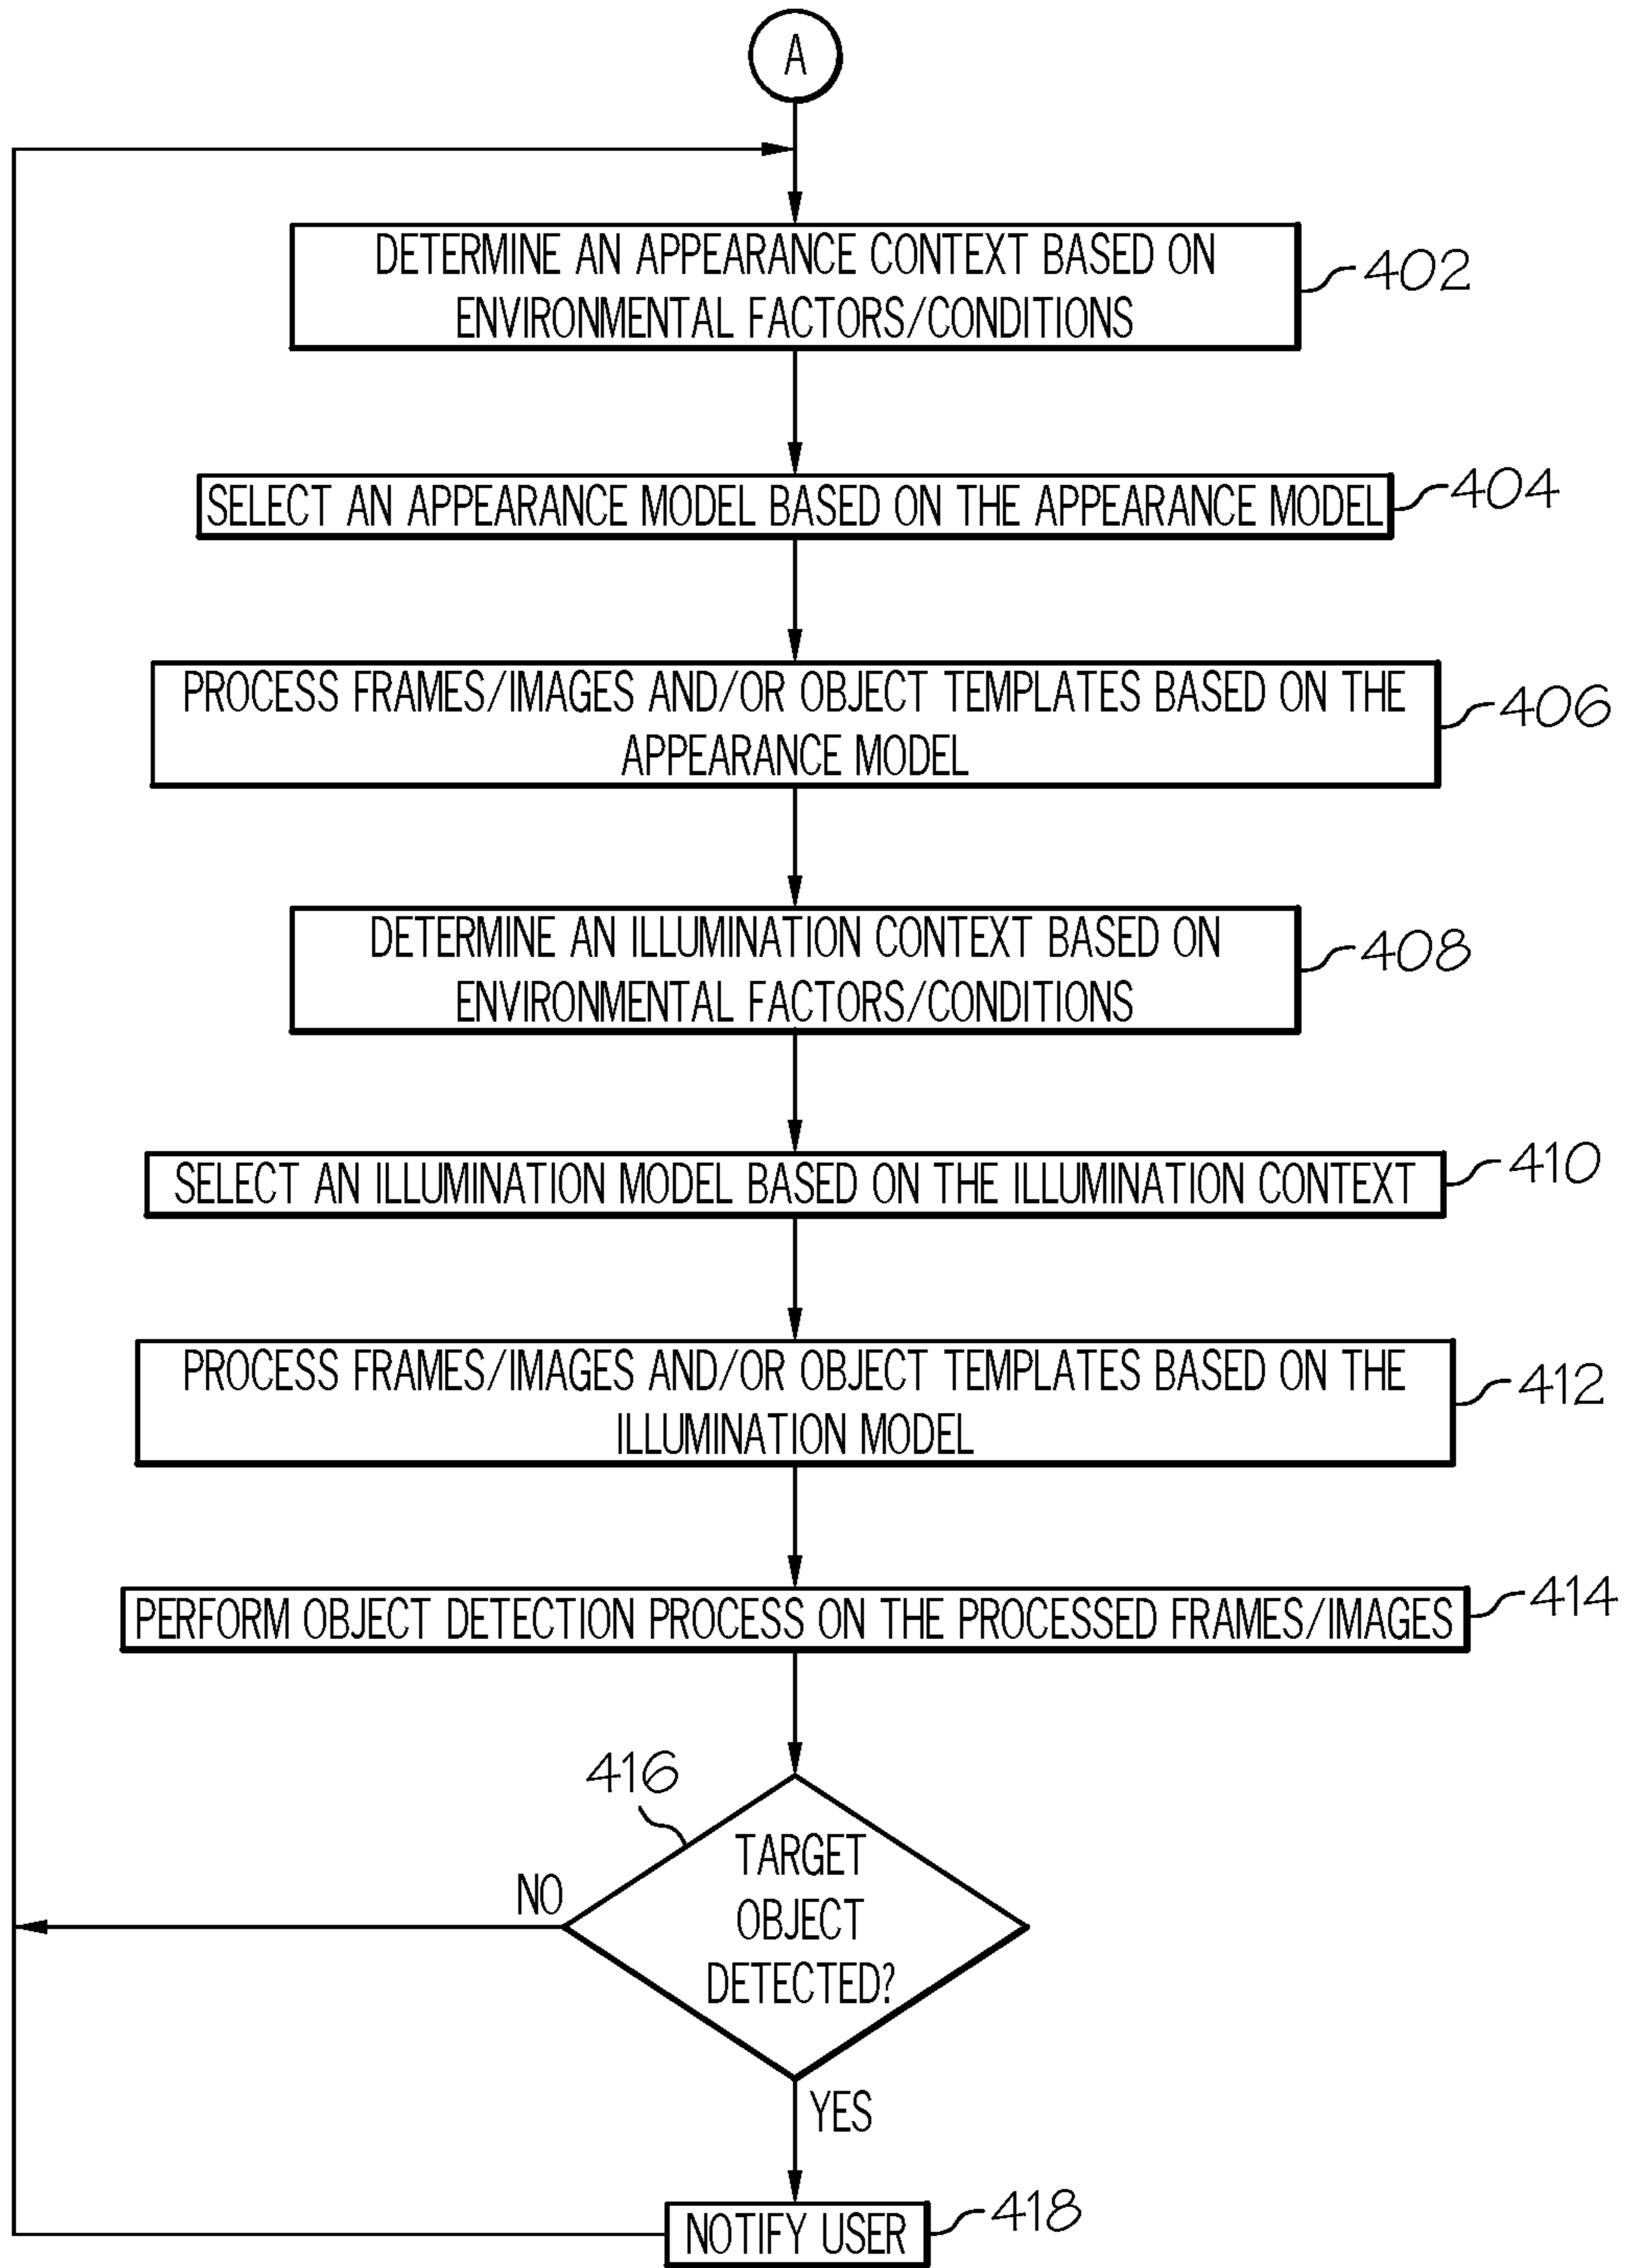 A
DETERMINE AN APPEARANCE CONTEXT BASED ON
ENVIRONMENTAL FACTORS/CONDITIONS
402
SELECT AN APPEARANCE MODEL BASED ON THE APPEARANCE MODEL
404
PROCESS FRAMES/IMAGES AND/OR OBJECT TEMPLATES BASED ON THE
APPEARANCE MODEL
406
DETERMINE AN ILLUMINATION CONTEXT BASED ON
ENVIRONMENTAL FACTORS/CONDITIONS
408
SELECT AN ILLUMINATION MODEL BASED ON THE ILLUMINATION CONTEXT
410
PROCESS FRAMES/IMAGES AND/OR OBJECT TEMPLATES BASED ON THE
ILLUMINATION MODEL
412
PERFORM OBJECT DETECTION PROCESS ON THE PROCESSED FRAMES/IMAGES
414
416
TARGET
OBJECT
DETECTED?
NO
YES
NOTIFY USER
418